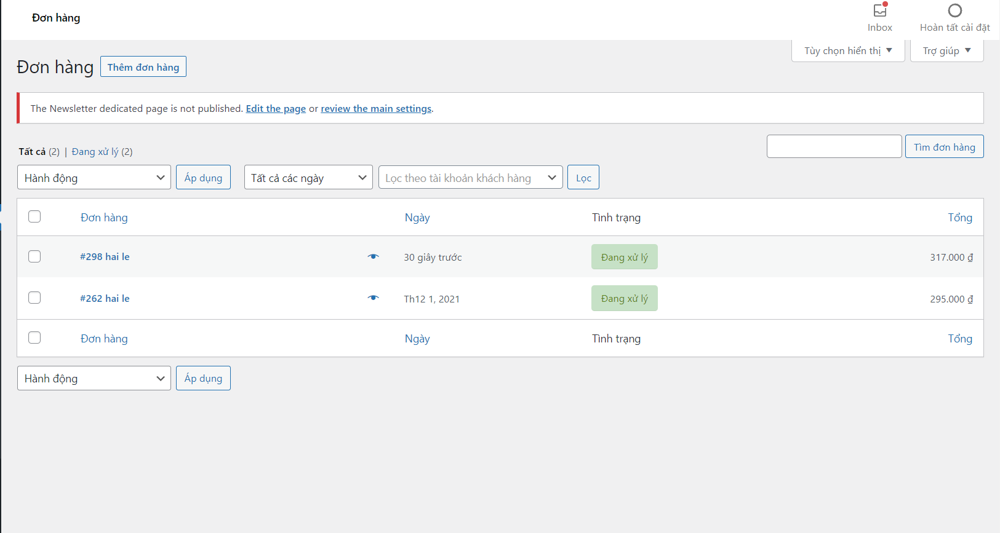 Đơn hàng
Inbox
Hoàn tất cài đặt
Tùy chọn hiển thị
Trợ giúp
Đơn hàng
Thêm đơn hàng
The Newsletter dedicated page is not published. Edit the page or review the main settings.
Tất cả (2) | Đang xử lý (2)
Tìm đơn hàng
Hành động
Áp dụng
Tất cả các ngày
Lọc theo tài khoản khách hàng
Lọc
Đơn hàng Ngày Tình trạng Tổng
#298 hai le 30 giây trước Đang xử lý 317.000 ₫
#262 hai le Th12 1, 2021 Đang xử lý 295.000 ₫
Đơn hàng Ngày Tình trạng Tổng
Hành động
Áp dụng